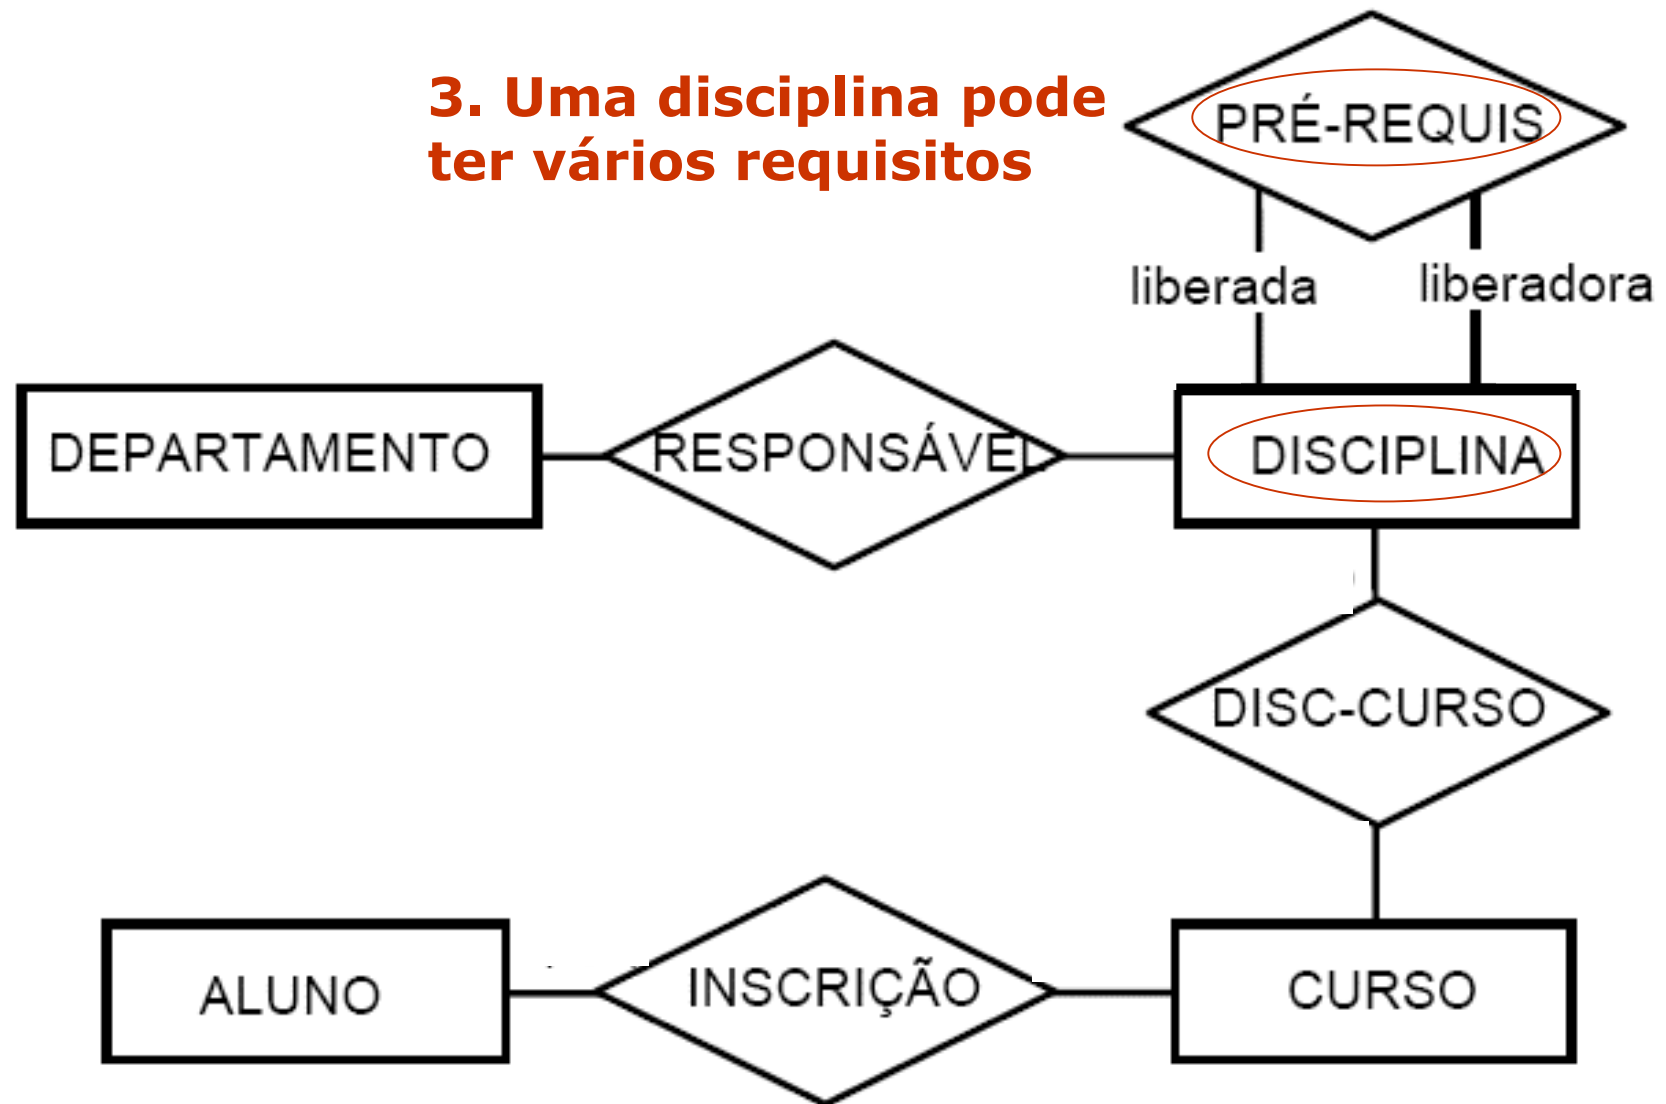 3. Uma disciplina pode
ter vários requisitos
PRÉ-REQUIS
liberada
liberadora
DEPARTAMENTO
RESPONSÁVEL
DISCIPLINA
DISC-CURSO
ALUNO
INSCRIÇÃO
CURSO